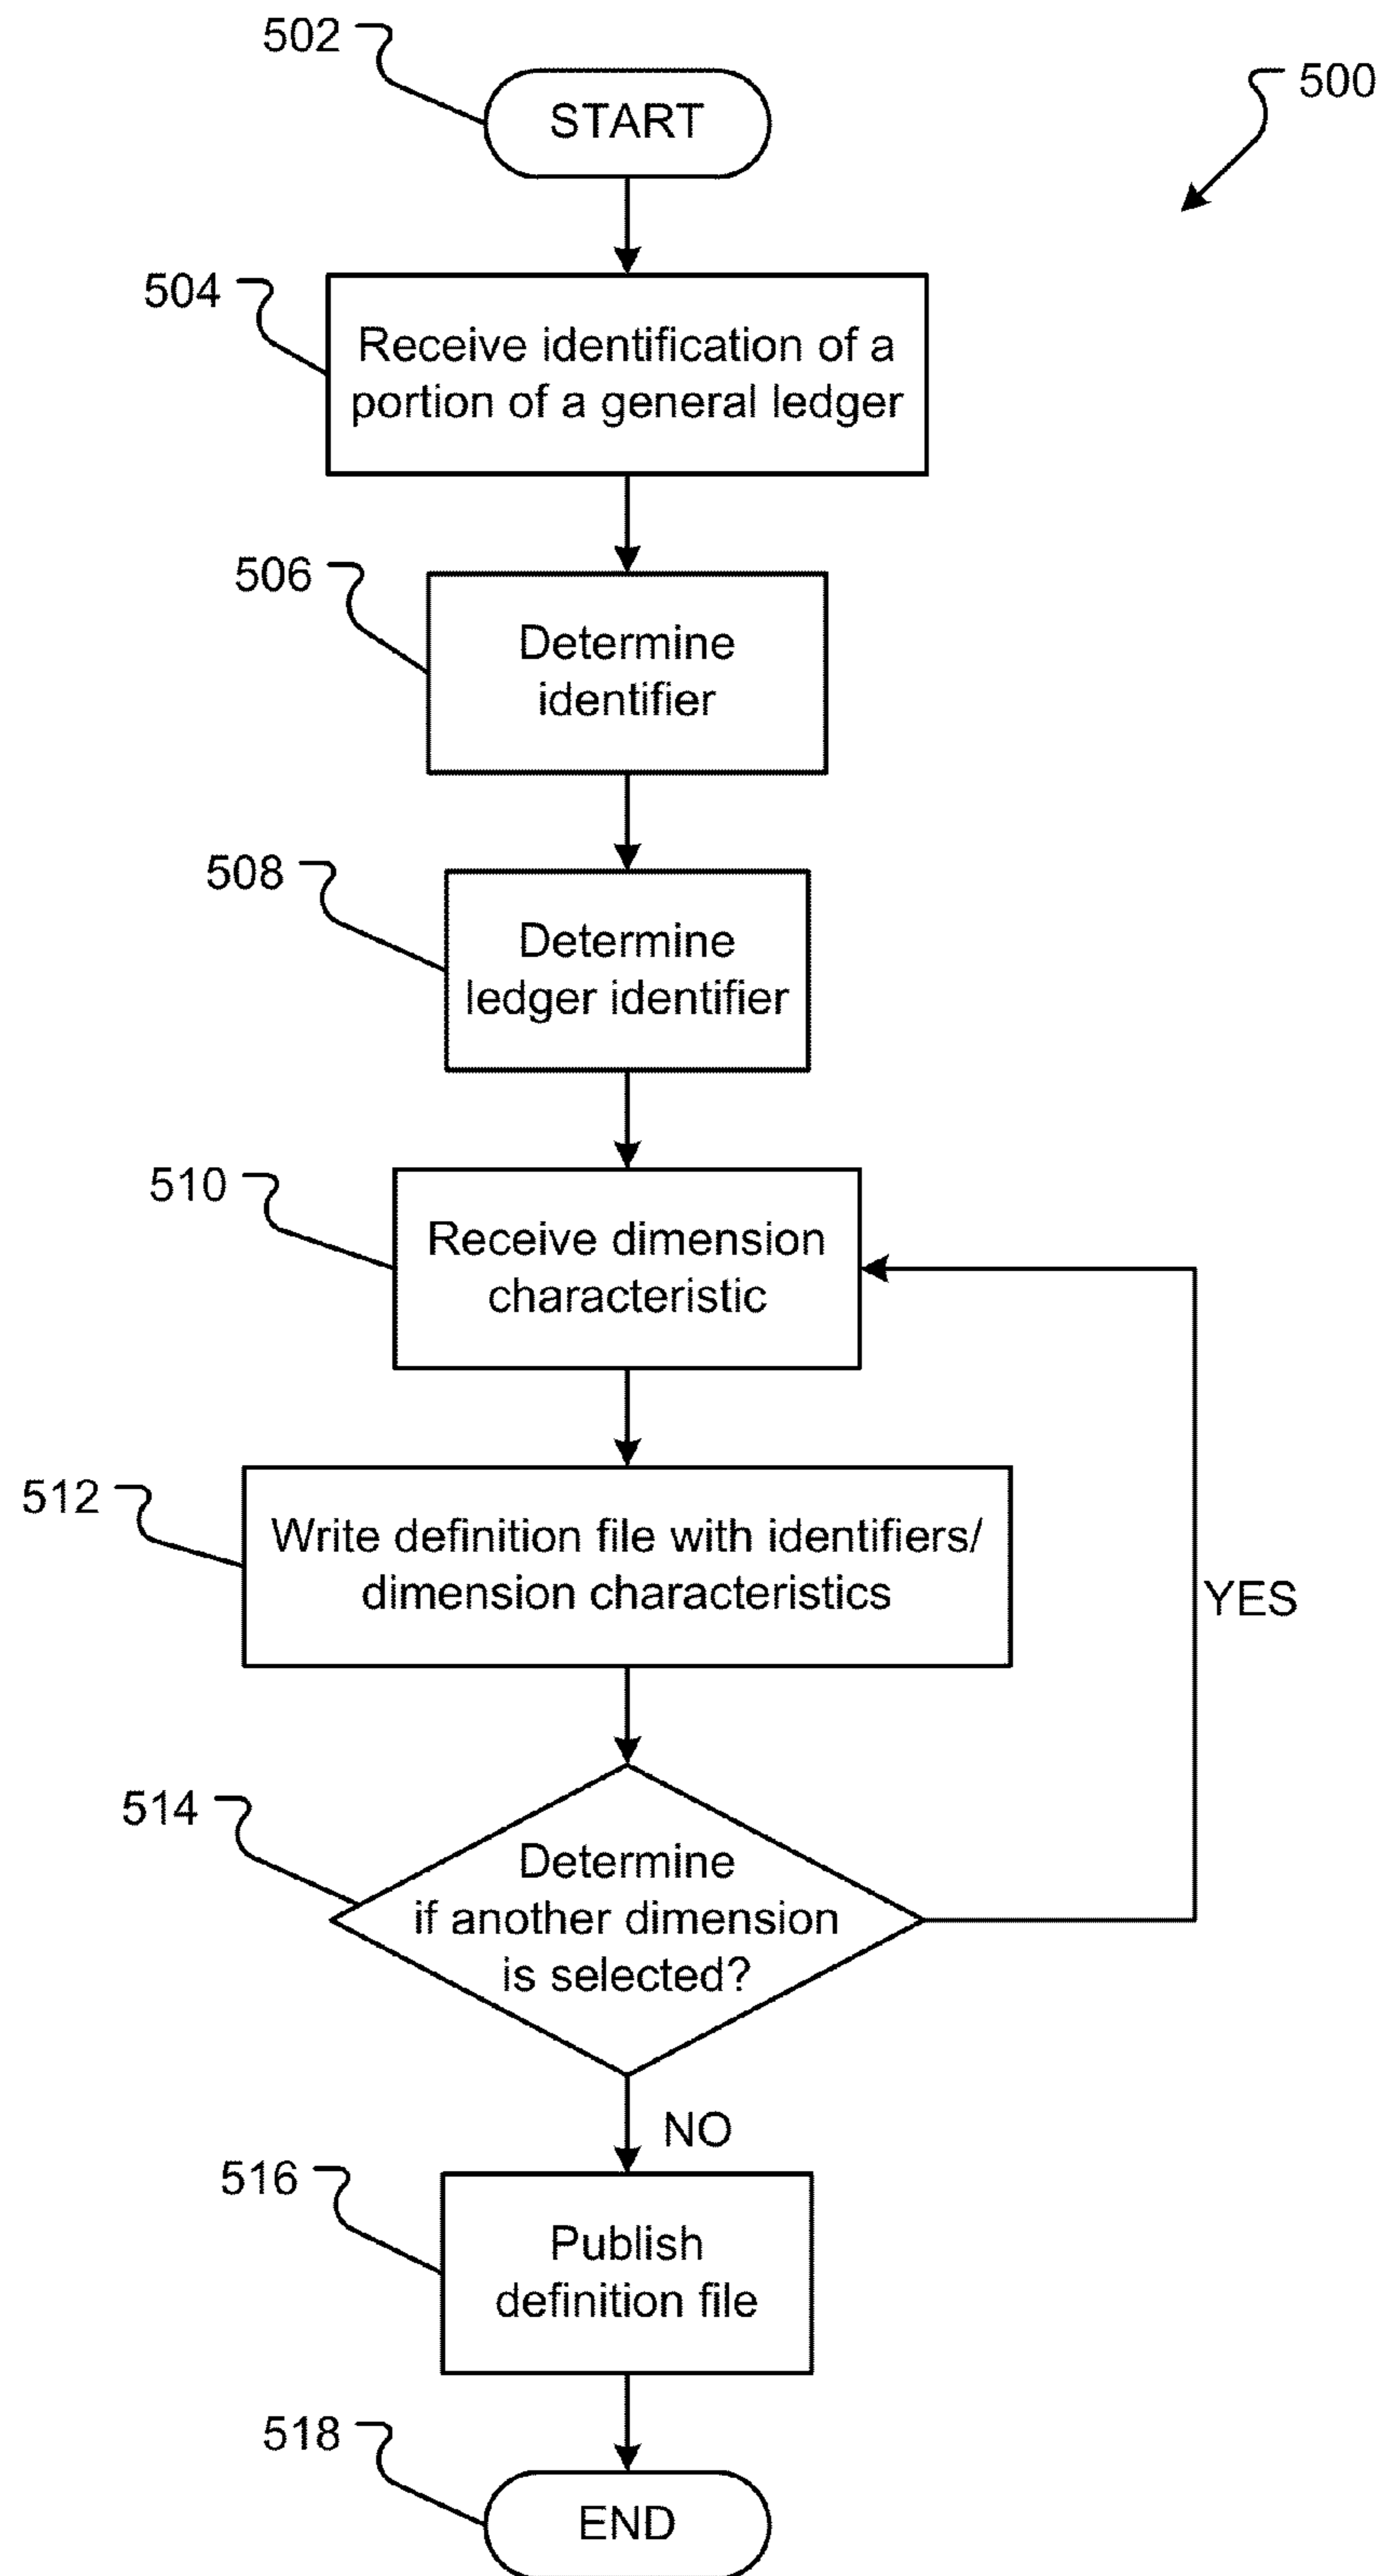 502
START
500
504
Receive identification of a
portion of a general ledger
506
Determine
identifier
508
Determine
ledger identifier
510
Receive dimension
characteristic
512
Write definition file with identifiers/
dimension characteristics
YES
514
Determine
if another dimension
is selected?
NO
516
Publish
definition file
518
END